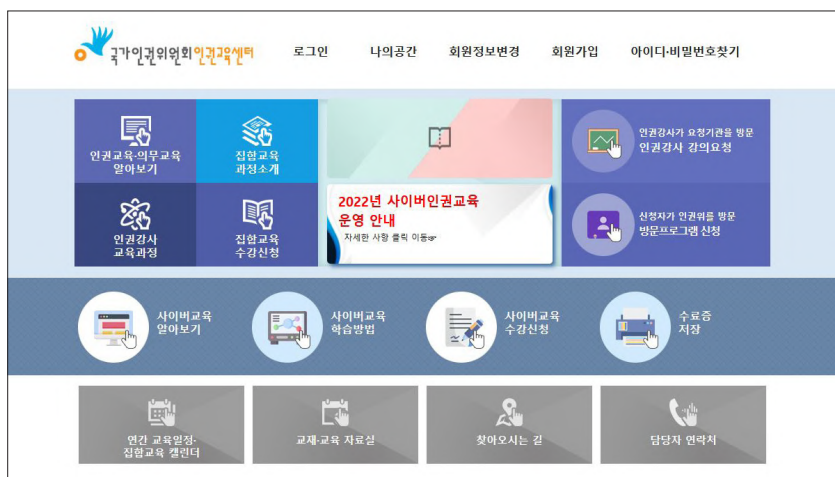 국가인권위원회 인권교육센터
로그인
나의공간
회원정보변경
회원가입
아이디·비밀번호찾기
인권교육·의무교육
알아보기
집합교육
과정소개
인권강사
교육과정
집합교육
수강신청
2022년 사이버인권교육
운영 안내
자세한 사항 클릭 이동☞
인권강사가 요청기관을 방문
인권강사 강의요청
신청자가 인권위를 방문
방문프로그램 신청
사이버교육
알아보기
사이버교육
학습방법
사이버교육
수강신청
수료증
저장
연간 교육일정·
집합교육 캘린더
교재·교육 자료실
찾아오시는 길
담당자 연락처